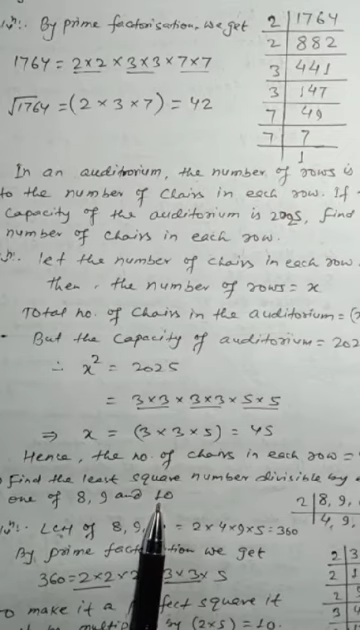 By prime factorisation, we get
1764 = 2×2 × 3×3 × 7×7
√1764 = (2 × 3 × 7) = 42
2 | 1764
2 | 882
3 | 441
3 | 147
7 | 49
7 | 7
1
In an auditorium, the number of rows is
to the number of chairs in each row. If
capacity of the auditorium is 2025, find
number of chairs in each row.
let the number of chairs in each row
then, the number of rows = x
Total no. of chairs in the auditorium = (
But the capacity of auditorium = 202
∴ x² = 2025
= 3×3 × 3×3 × 5×5
⇒ x = (3×3×5) = 45
Hence, the no. of chairs in each row =
Find the least square number divisible by
one of 8, 9 and 10
2 | 8, 9,
4, 9,
LCM of 8, 9, = 2×4×9×5 = 360
By prime we get
360 = 2×2×2 3×3×5
2 | 3
2 | 1
to make it a square it
by (2×5) = 10.